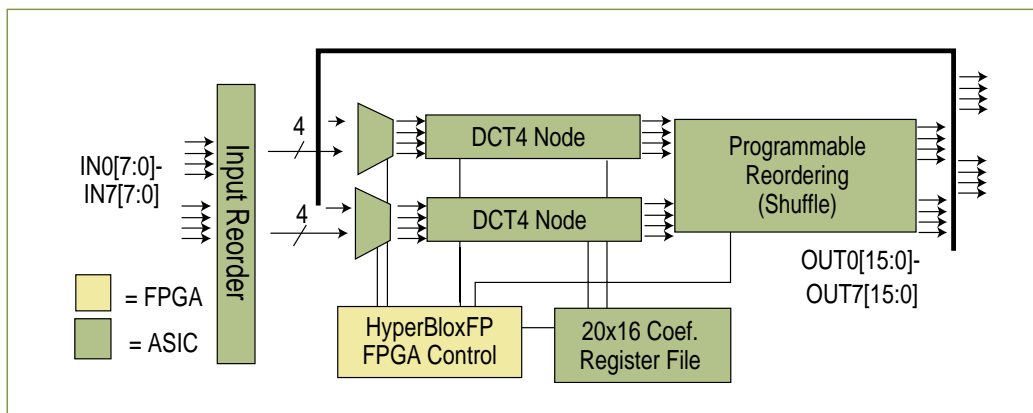 IN0[7:0]-
IN7[7:0]
Input Reorder
4
4
DCT4 Node
DCT4 Node
Programmable
Reordering
(Shuffle)
OUT0[15:0]-
OUT7[15:0]
= FPGA
= ASIC
HyperBloxFP
FPGA Control
20x16 Coef.
Register File